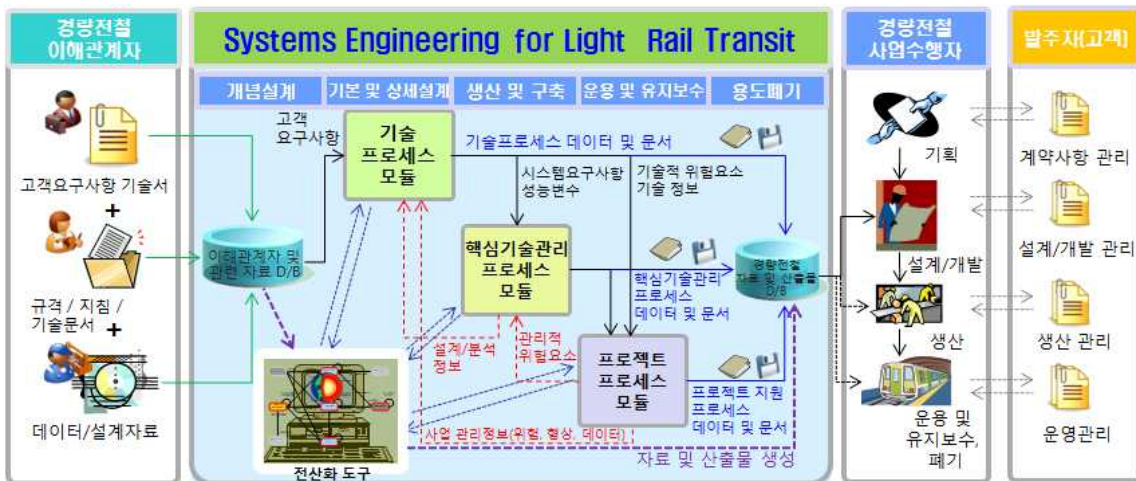 경량전철
이해관계자
고객요구사항 기술서
+
규격 / 지침 /
기술문서
+
데이터/설계자료
Systems Engineering for Light Rail Transit
개념설계
기본 및 상세설계
생산 및 구축
운용 및 유지보수
용도폐기
고객
요구사항
기술
프로세스
모듈
기술프로세스 데이터 및 문서
시스템요구사항
성능변수
기술적 위험요소
기술 정보
이해관계자 및
관련 자료 D/B
핵심기술관리
프로세스
모듈
핵심기술관리
프로세스
데이터 및 문서
경량전철
자료 및 산출물
D/B
설계/분석
정보
관리적
위험요소
프로젝트
프로세스
모듈
프로젝트 지원
프로세스
데이터 및 문서
사업 관리정보(위험, 형상, 데이터)
자료 및 산출물 생성
전산화 도구
경량전철
사업수행자
기획
설계/개발
생산
운용 및
유지보수,
폐기
발주자(고객)
계약사항 관리
설계/개발 관리
생산 관리
운영관리